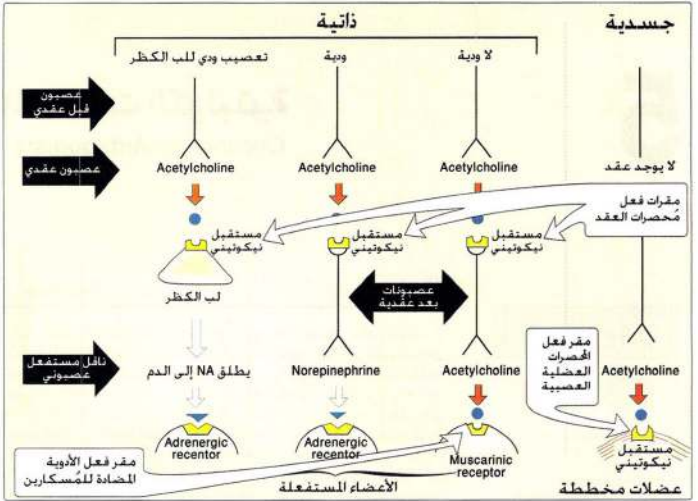 جسدية
ذاتية
لا ودية
ودية
تعصيب ودي للب الكظر
عصبون
قبل عقدي
لا يوجد عقد
Acetylcholine
Acetylcholine
Acetylcholine
عصبون عقدي
مقرات فعل
مُحصرات العقد
مستقبل
نيكوتيني
مستقبل
نيكوتيني
مستقبل
نيكوتيني
لب الكظر
عصبونات
بعد عقدية
مقر فعل
المحصرات
العضلية
العصبية
Acetylcholine
Acetylcholine
Norepinephrine
يطلق NA إلى الدم
ناقل مستفعل
عصبوني
مستقبل
نيكوتيني
Muscarinic
receptor
Adrenergic
recentor
Adrenergic
recentor
مقر فعل الأدوية
المضادة للمُسكارين
عضلات مخططة
الأعضاء المستفعلة